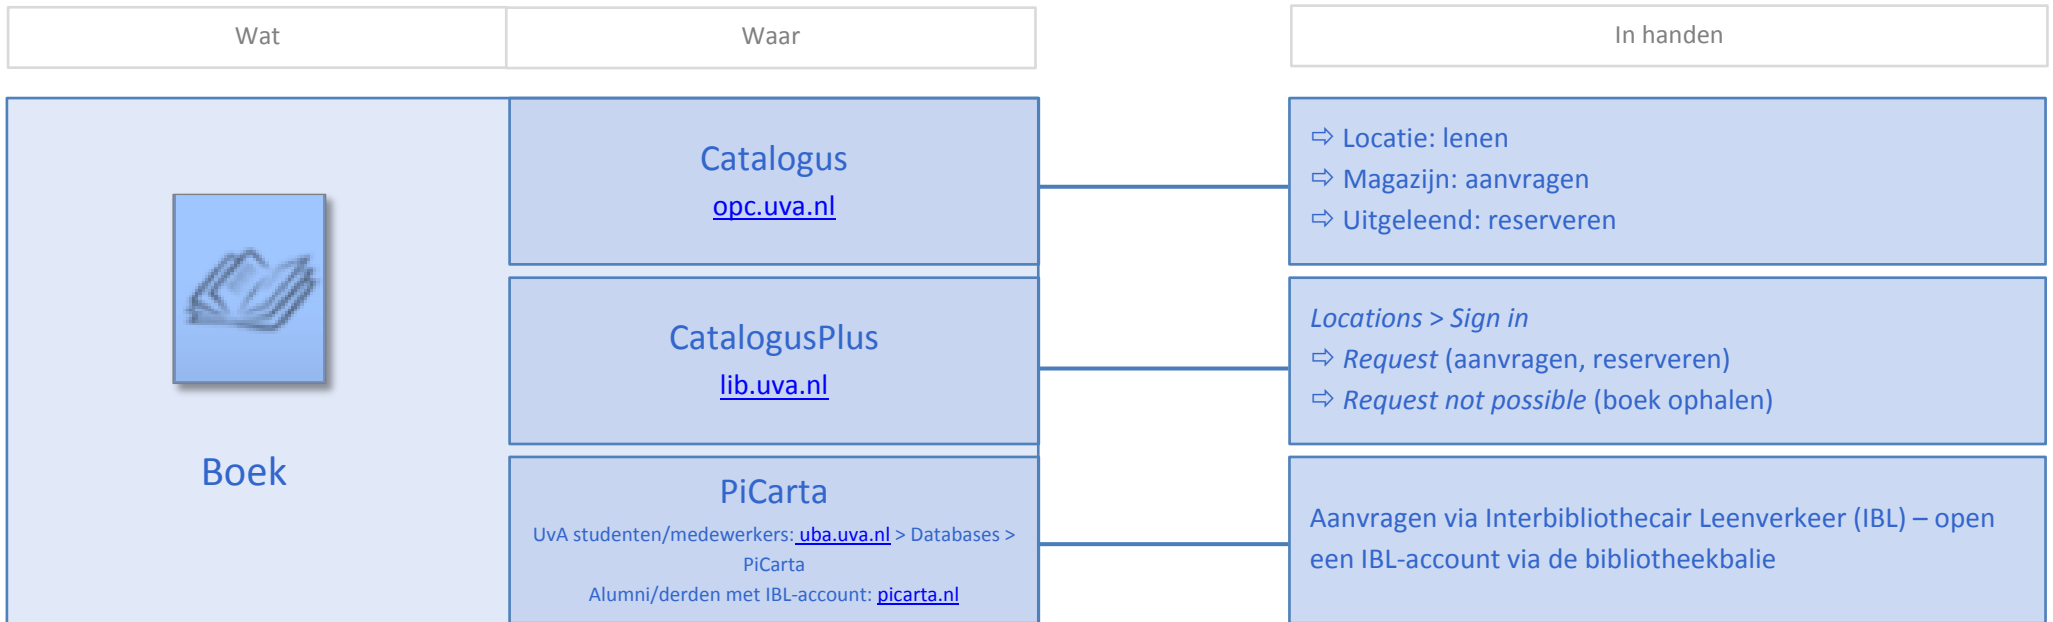 Wat
Waar
In handen
Boek
Catalogus
opc.uva.nl
⇨ Locatie: lenen
⇨ Magazijn: aanvragen
⇨ Uitgeleend: reserveren
CatalogusPlus
lib.uva.nl
Locations > Sign in
⇨ Request (aanvragen, reserveren)
⇨ Request not possible (boek ophalen)
PiCarta
UvA studenten/medewerkers: uba.uva.nl > Databases >
PiCarta
Alumni/derden met IBL-account: picarta.nl
Aanvragen via Interbibliothecair Leenverkeer (IBL) – open
een IBL-account via de bibliotheekbalie